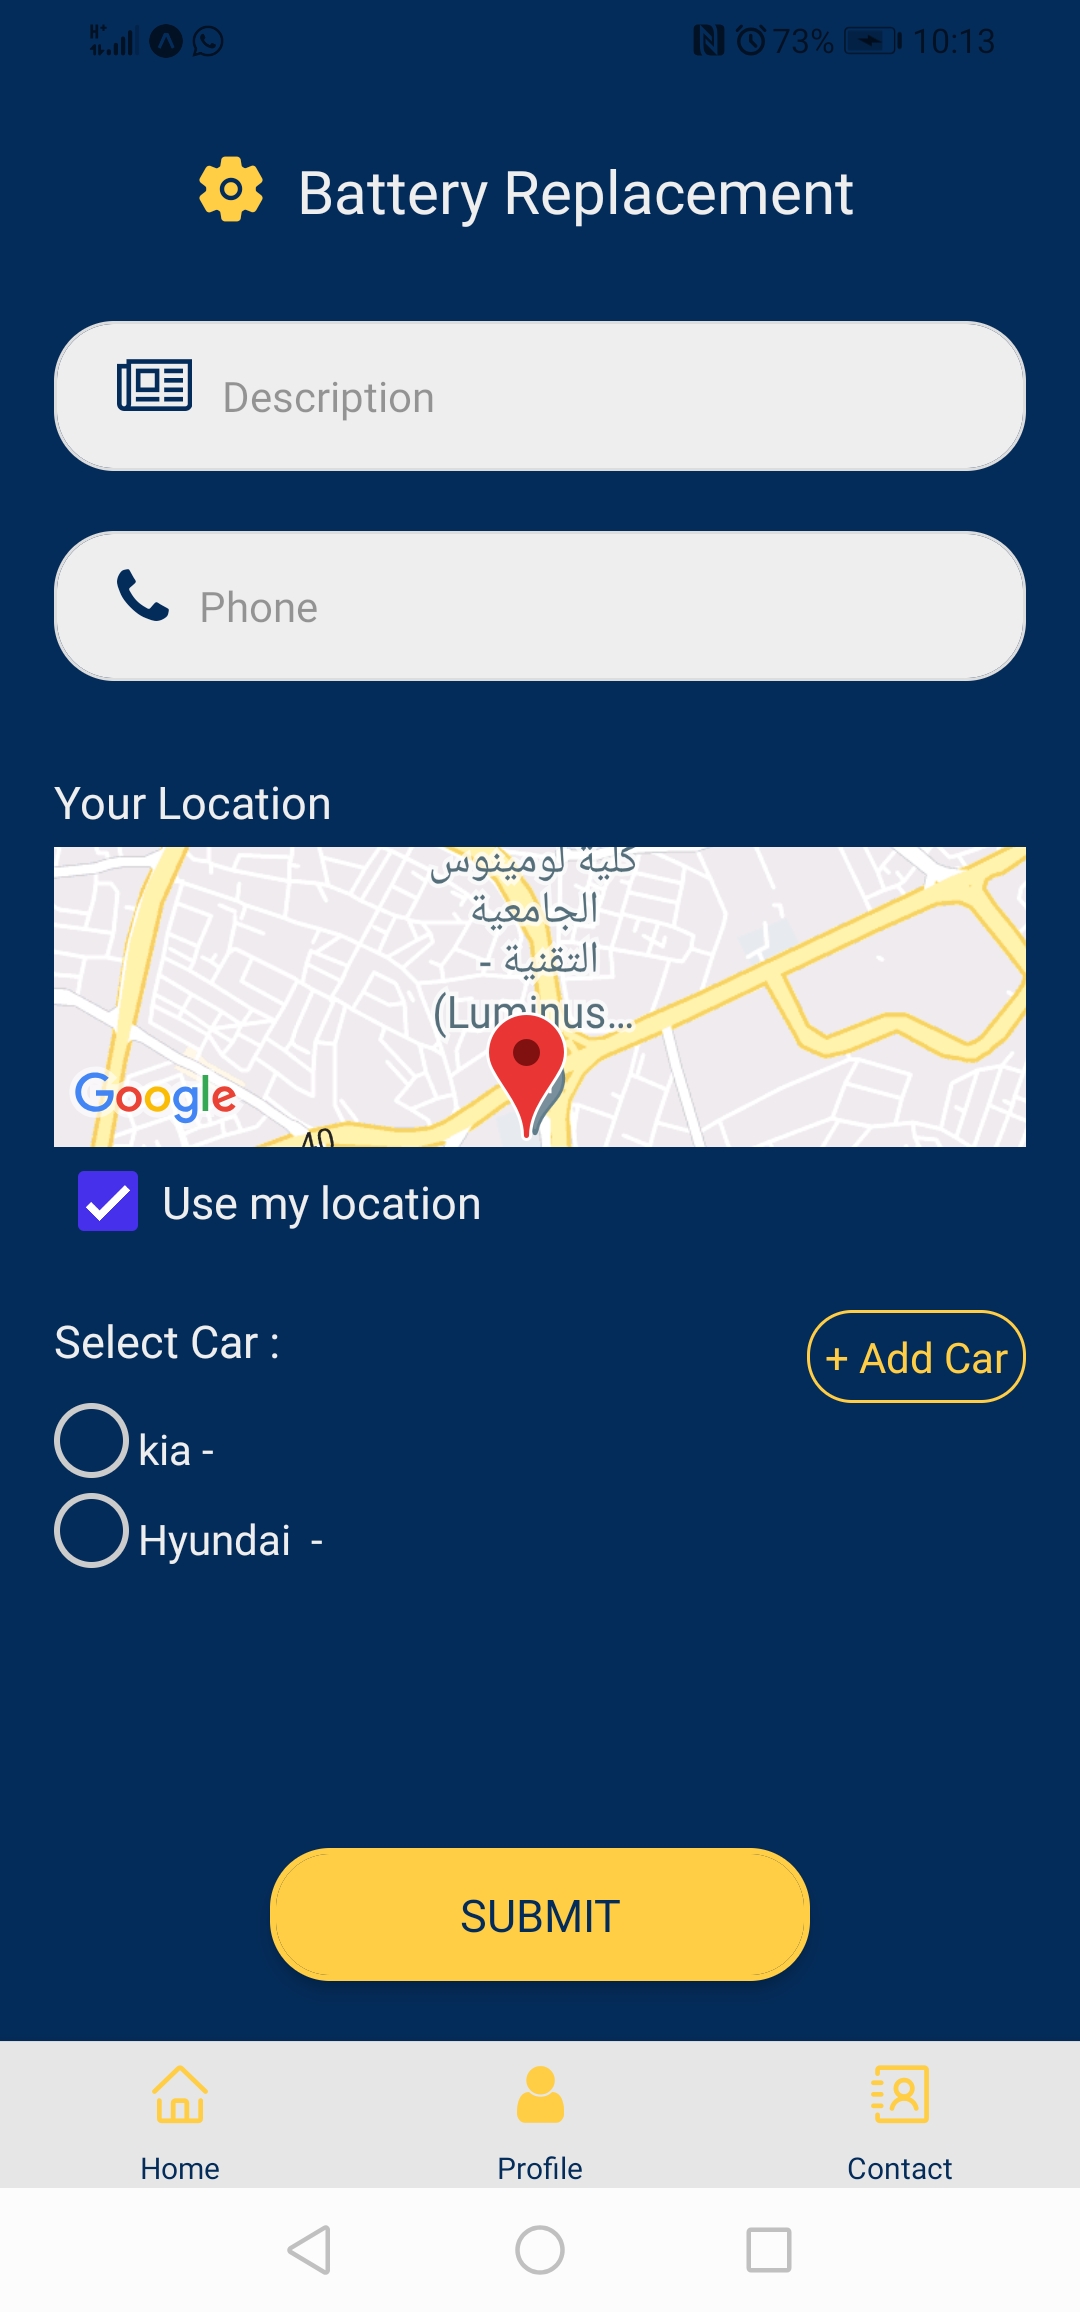 H+ 73% 10:13
Battery Replacement
Description
Phone
Your Location
كلية لومينوس
الجامعية
التقنية -
(Luminus...
Google
40
Use my location
Select Car :
+ Add Car
kia -
Hyundai  -
SUBMIT
Home Profile Contact